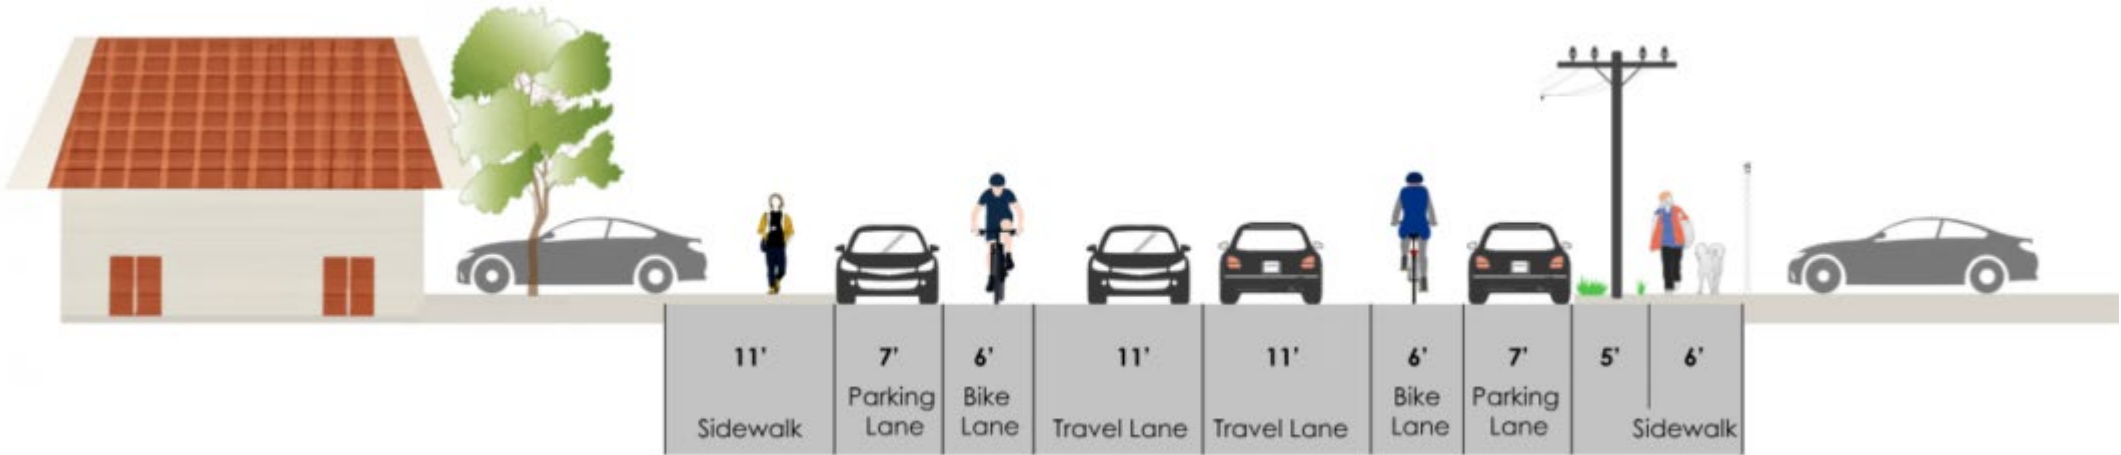 11'
Sidewalk
7'
Parking
Lane
6'
Bike
Lane
11'
Travel Lane
11'
Travel Lane
6'
Bike
Lane
7'
Parking
Lane
5'
6'
Sidewalk